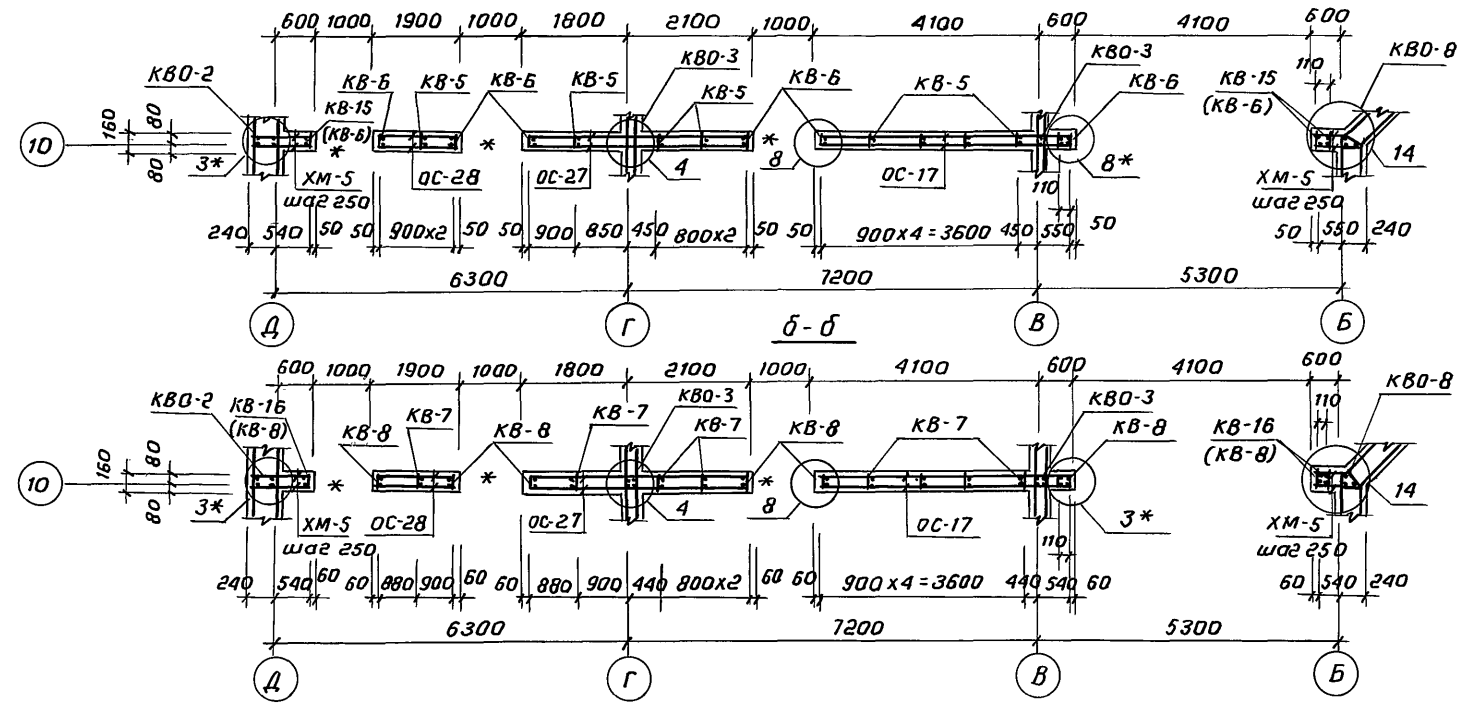 600 1000 1900 1000 1800 2100 1000 4100 600 4100 600
КВО-2 КВ-6 КВ-5 КВ-6 КВ-5 КВО-3 КВ-5 КВ-6 КВ-5 КВО-3 КВ-6 КВ-15 (КВ-6) 110 КВО-8
КВ-15
(КВ-6)
*
160 80 80
10
3* * 4 * 8 8* 14
ХМ-5
шаг 250
ОС-28 ОС-27 ОС-17
110
ХМ-5
шаг 250
240 540 50 50 900х2 50 50 900 850 450 800х2 50 50 900х4=3600 450 550 50 50 550 240
6300 7200 5300
Д Г В Б
б-б
600 1000 1900 1000 1800 2100 1000 4100 600 4100 600
КВО-2 КВ-16 КВ-8 КВ-7 КВ-8 КВ-7 КВО-3 КВ-7 КВ-8 КВ-7 КВО-3 КВ-8 КВ-16 110 КВО-8
(КВ-8) (КВ-8)
160 80 80
10
3* * * 4 * 8 3* 14
ХМ-5
шаг 250
ОС-28 ОС-27 ОС-17
110
ХМ-5
шаг 250
240 540 60 60 880 900 60 60 880 900 440 800х2 60 60 900х4=3600 440 540 60 60 540 240
6300 7200 5300
Д Г В Б